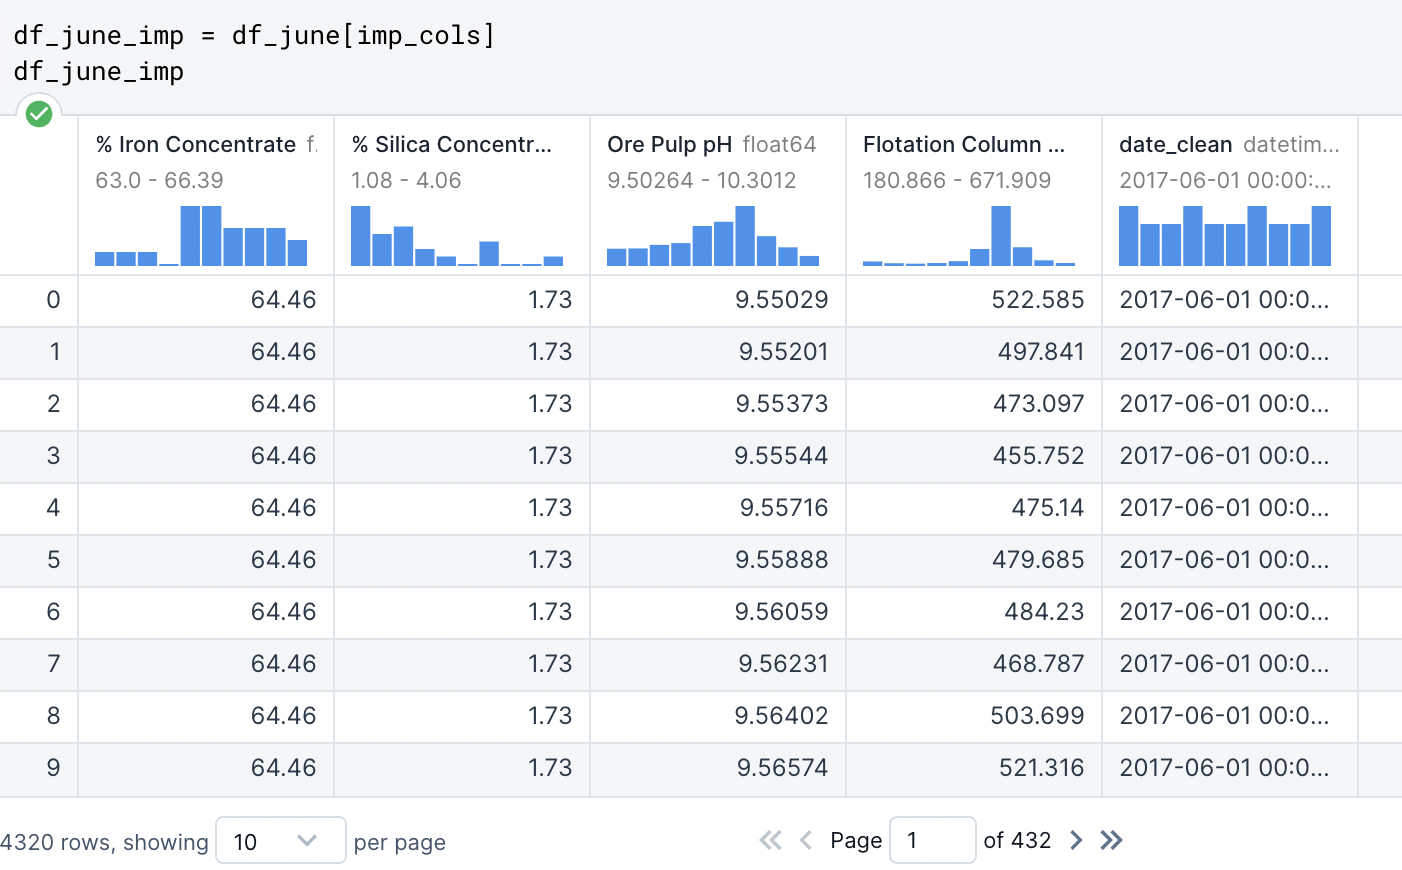 df_june_imp = df_june[imp_cols]
df_june_imp
% Iron Concentrate f. % Silica Concentr... Ore Pulp pH float64 Flotation Column ... date_clean datetim...
63.0 - 66.39 1.08 - 4.06 9.50264 - 10.3012 180.866 - 671.909 2017-06-01 00:00:...
0 64.46 1.73 9.55029 522.585 2017-06-01 00:0...
1 64.46 1.73 9.55201 497.841 2017-06-01 00:0...
2 64.46 1.73 9.55373 473.097 2017-06-01 00:0...
3 64.46 1.73 9.55544 455.752 2017-06-01 00:0...
4 64.46 1.73 9.55716 475.14 2017-06-01 00:0...
5 64.46 1.73 9.55888 479.685 2017-06-01 00:0...
6 64.46 1.73 9.56059 484.23 2017-06-01 00:0...
7 64.46 1.73 9.56231 468.787 2017-06-01 00:0...
8 64.46 1.73 9.56402 503.699 2017-06-01 00:0...
9 64.46 1.73 9.56574 521.316 2017-06-01 00:0...
4320 rows, showing 10 per page Page 1 of 432